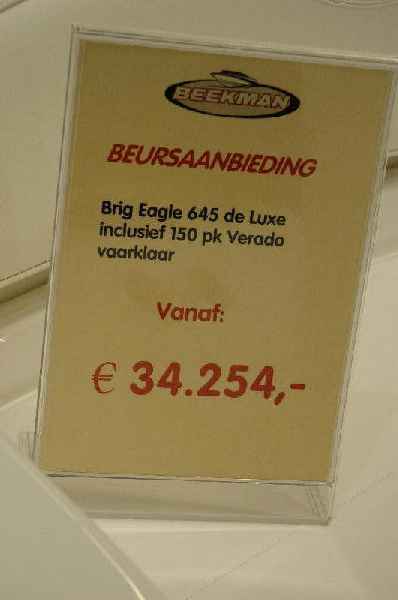 BEEKMAN
BEURSAANBIEDING
Brig Eagle 645 de Luxe
inclusief 150 pk Verado
vaarklaar
Vanaf:
€ 34.254,-